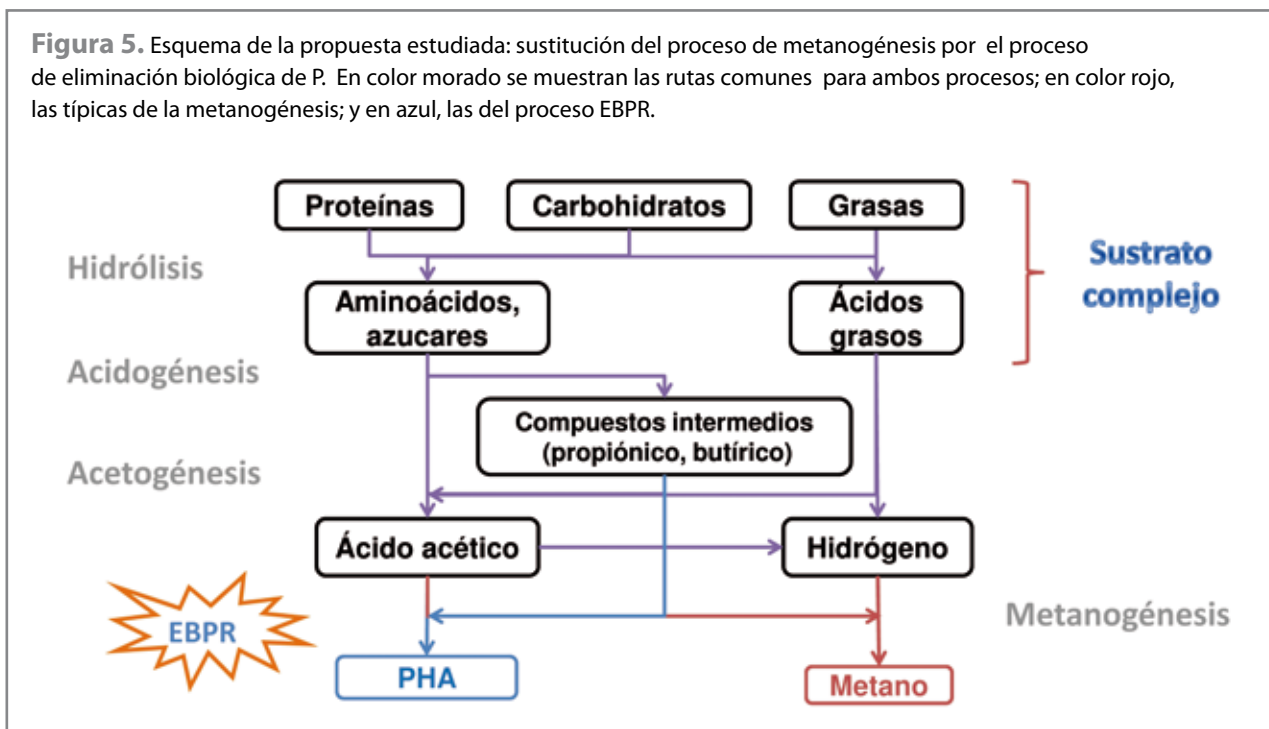 Figura 5. Esquema de la propuesta estudiada: sustitución del proceso de metanogénesis por el proceso
de eliminación biológica de P. En color morado se muestran las rutas comunes para ambos procesos; en color rojo,
las típicas de la metanogénesis; y en azul, las del proceso EBPR.
Proteínas
Carbohidratos
Grasas
Hidrólisis
Sustrato
complejo
Aminoácidos,
azucares
Ácidos
grasos
Acidogénesis
Compuestos intermedios
(propiónico, butírico)
Acetogénesis
Ácido acético
Hidrógeno
EBPR
Metanogénesis
PHA
Metano